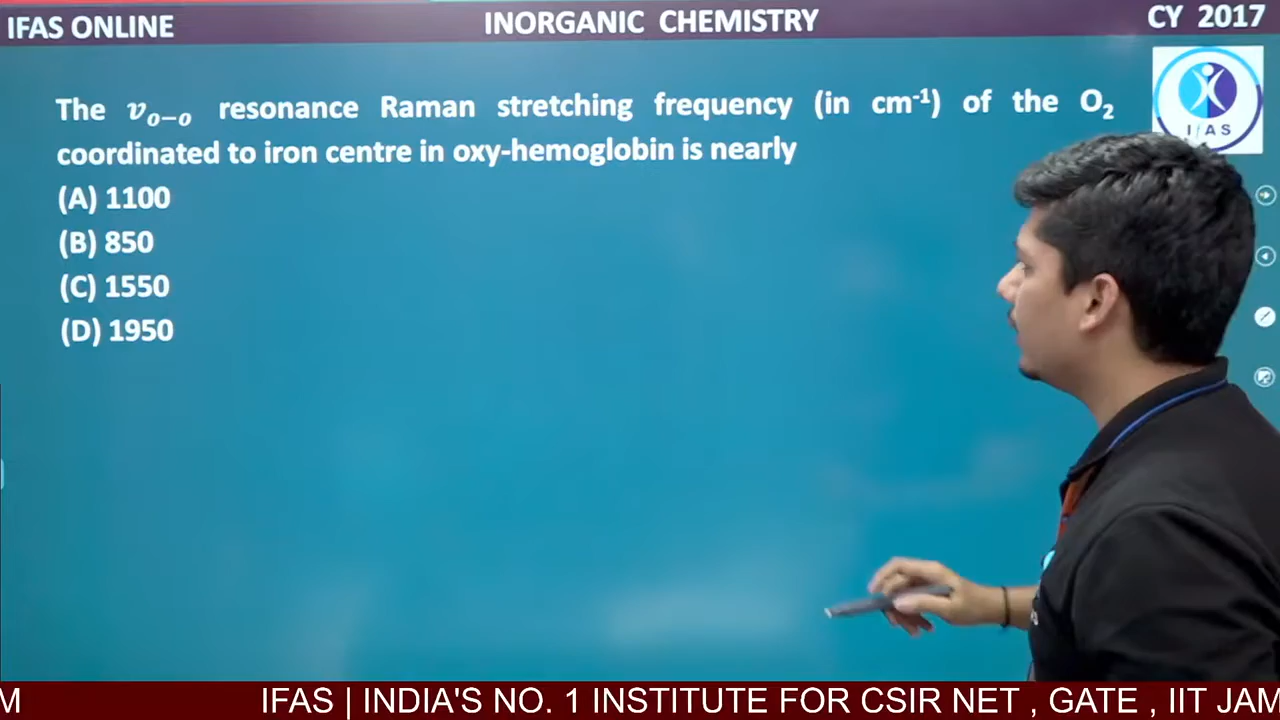 IFAS ONLINE
INORGANIC CHEMISTRY
CY 2017
The ν₀₋₀ resonance Raman stretching frequency (in cm⁻¹) of the O₂
coordinated to iron centre in oxy-hemoglobin is nearly
(A) 1100
(B) 850
(C) 1550
(D) 1950
IFAS
M IFAS | INDIA'S NO. 1 INSTITUTE FOR CSIR NET , GATE , IIT JAM